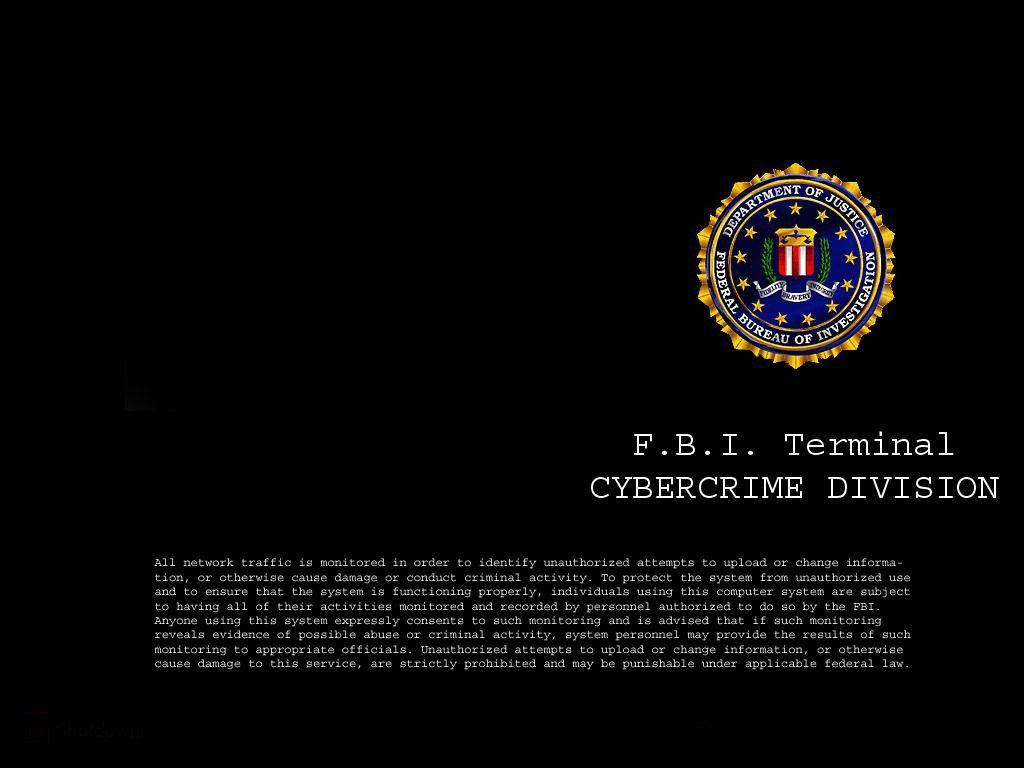 DEPARTMENT OF JUSTICE
FEDERAL BUREAU OF INVESTIGATION
FIDELITY BRAVERY INTEGRITY
F.B.I. Terminal
CYBERCRIME DIVISION
All network traffic is monitored in order to identify unauthorized attempts to upload or change informa-
tion, or otherwise cause damage or conduct criminal activity. To protect the system from unauthorized use
and to ensure that the system is functioning properly, individuals using this computer system are subject
to having all of their activities monitored and recorded by personnel authorized to do so by the FBI.
Anyone using this system expressly consents to such monitoring and is advised that if such monitoring
reveals evidence of possible abuse or criminal activity, system personnel may provide the results of such
monitoring to appropriate officials. Unauthorized attempts to upload or change information, or otherwise
cause damage to this service, are strictly prohibited and may be punishable under applicable federal law.
Shutdown